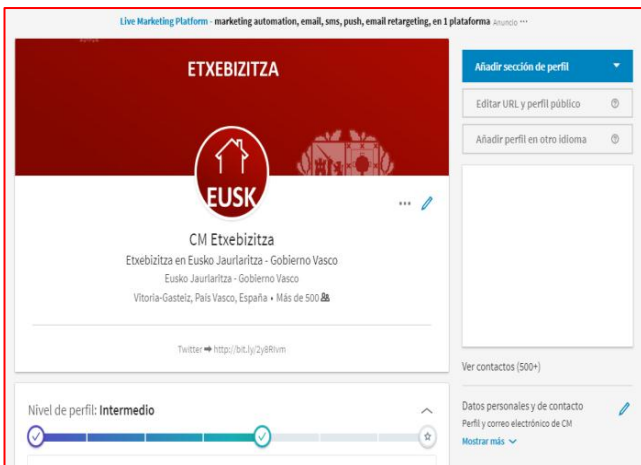 Live Marketing Platform - marketing automation, email, sms, push, email retargeting, en 1 plataforma Anuncio ···
ETXEBIZITZA
EUSK
CM Etxebizitza
Etxebizitza en Eusko Jaurlaritza - Gobierno Vasco
Eusko Jaurlaritza - Gobierno Vasco
Vitoria-Gasteiz, País Vasco, España • Más de 500
Twitter ➡ http://bit.ly/2y8RIvm
Nivel de perfil: Intermedio
Añadir sección de perfil
Editar URL y perfil público
Añadir perfil en otro idioma
Ver contactos (500+)
Datos personales y de contacto
Perfil y correo electrónico de CM
Mostrar más